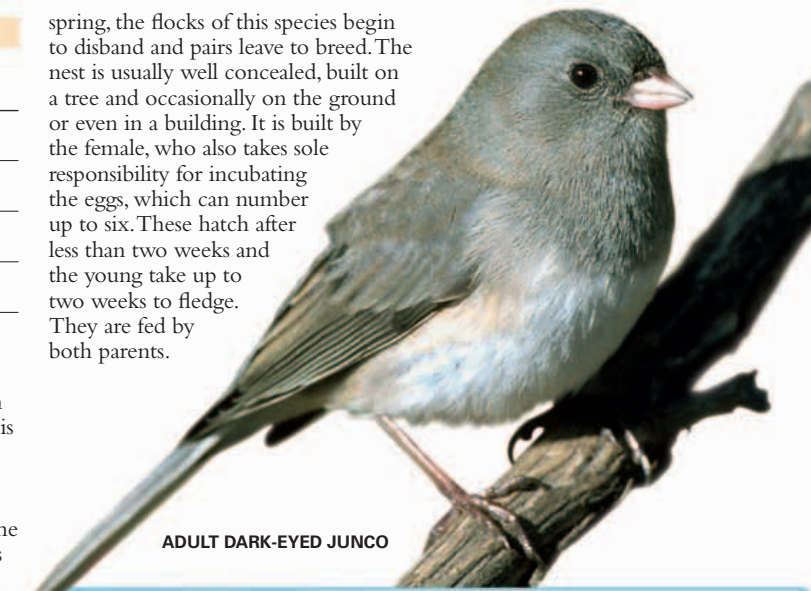 spring, the flocks of this species begin
to disband and pairs leave to breed. The
nest is usually well concealed, built on
a tree and occasionally on the ground
or even in a building. It is built by
the female, who also takes sole
responsibility for incubating
the eggs, which can number
up to six. These hatch after
less than two weeks and
the young take up to
two weeks to fledge.
They are fed by
both parents.
is
ADULT DARK-EYED JUNCO